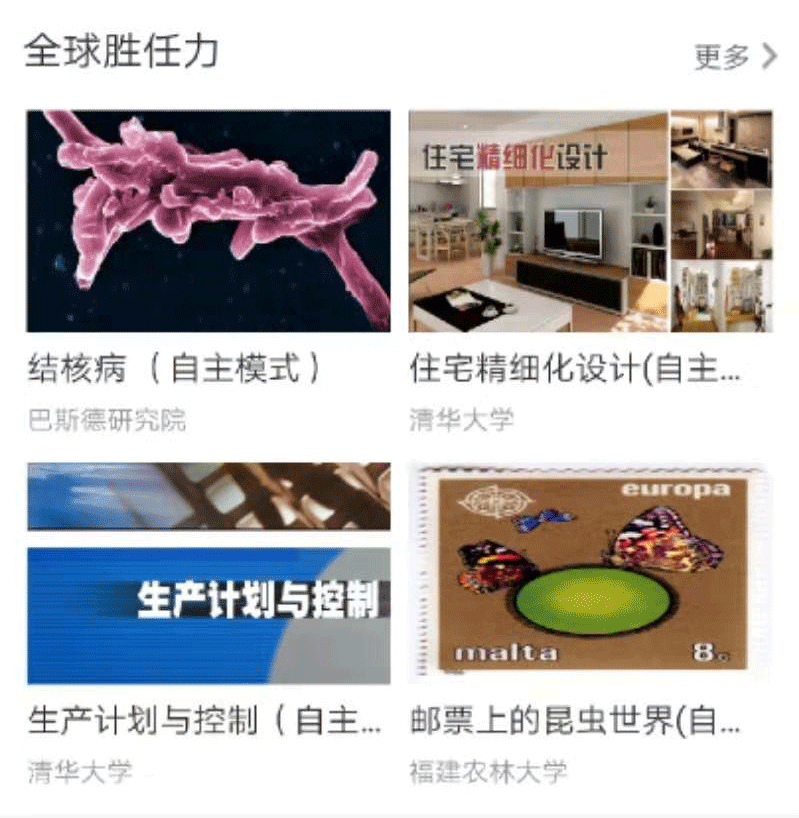 全球胜任力
更多
住宅精细化设计
结核病（自主模式）
住宅精细化设计(自主...
巴斯德研究院
清华大学
europa
生产计划与控制
malta
8c
生产计划与控制（自主...
邮票上的昆虫世界(自...
清华大学
福建农林大学